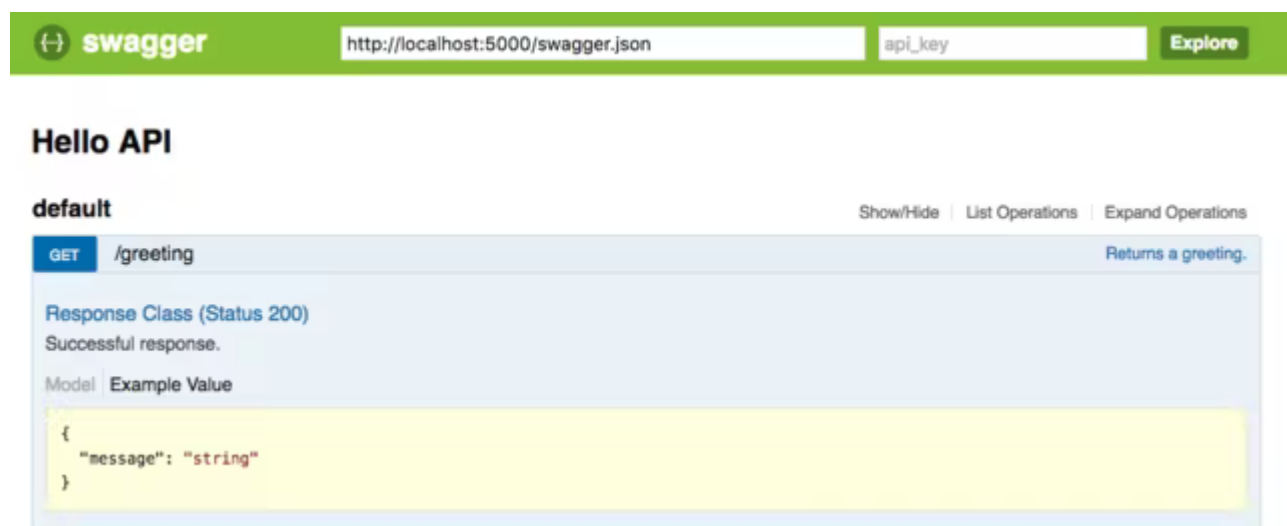 {--} swagger http://localhost:5000/swagger.json api_key Explore
Hello API
default Show/Hide List Operations Expand Operations
GET /greeting Returns a greeting.
Response Class (Status 200)
Successful response.
Model Example Value
{
"message": "string"
}